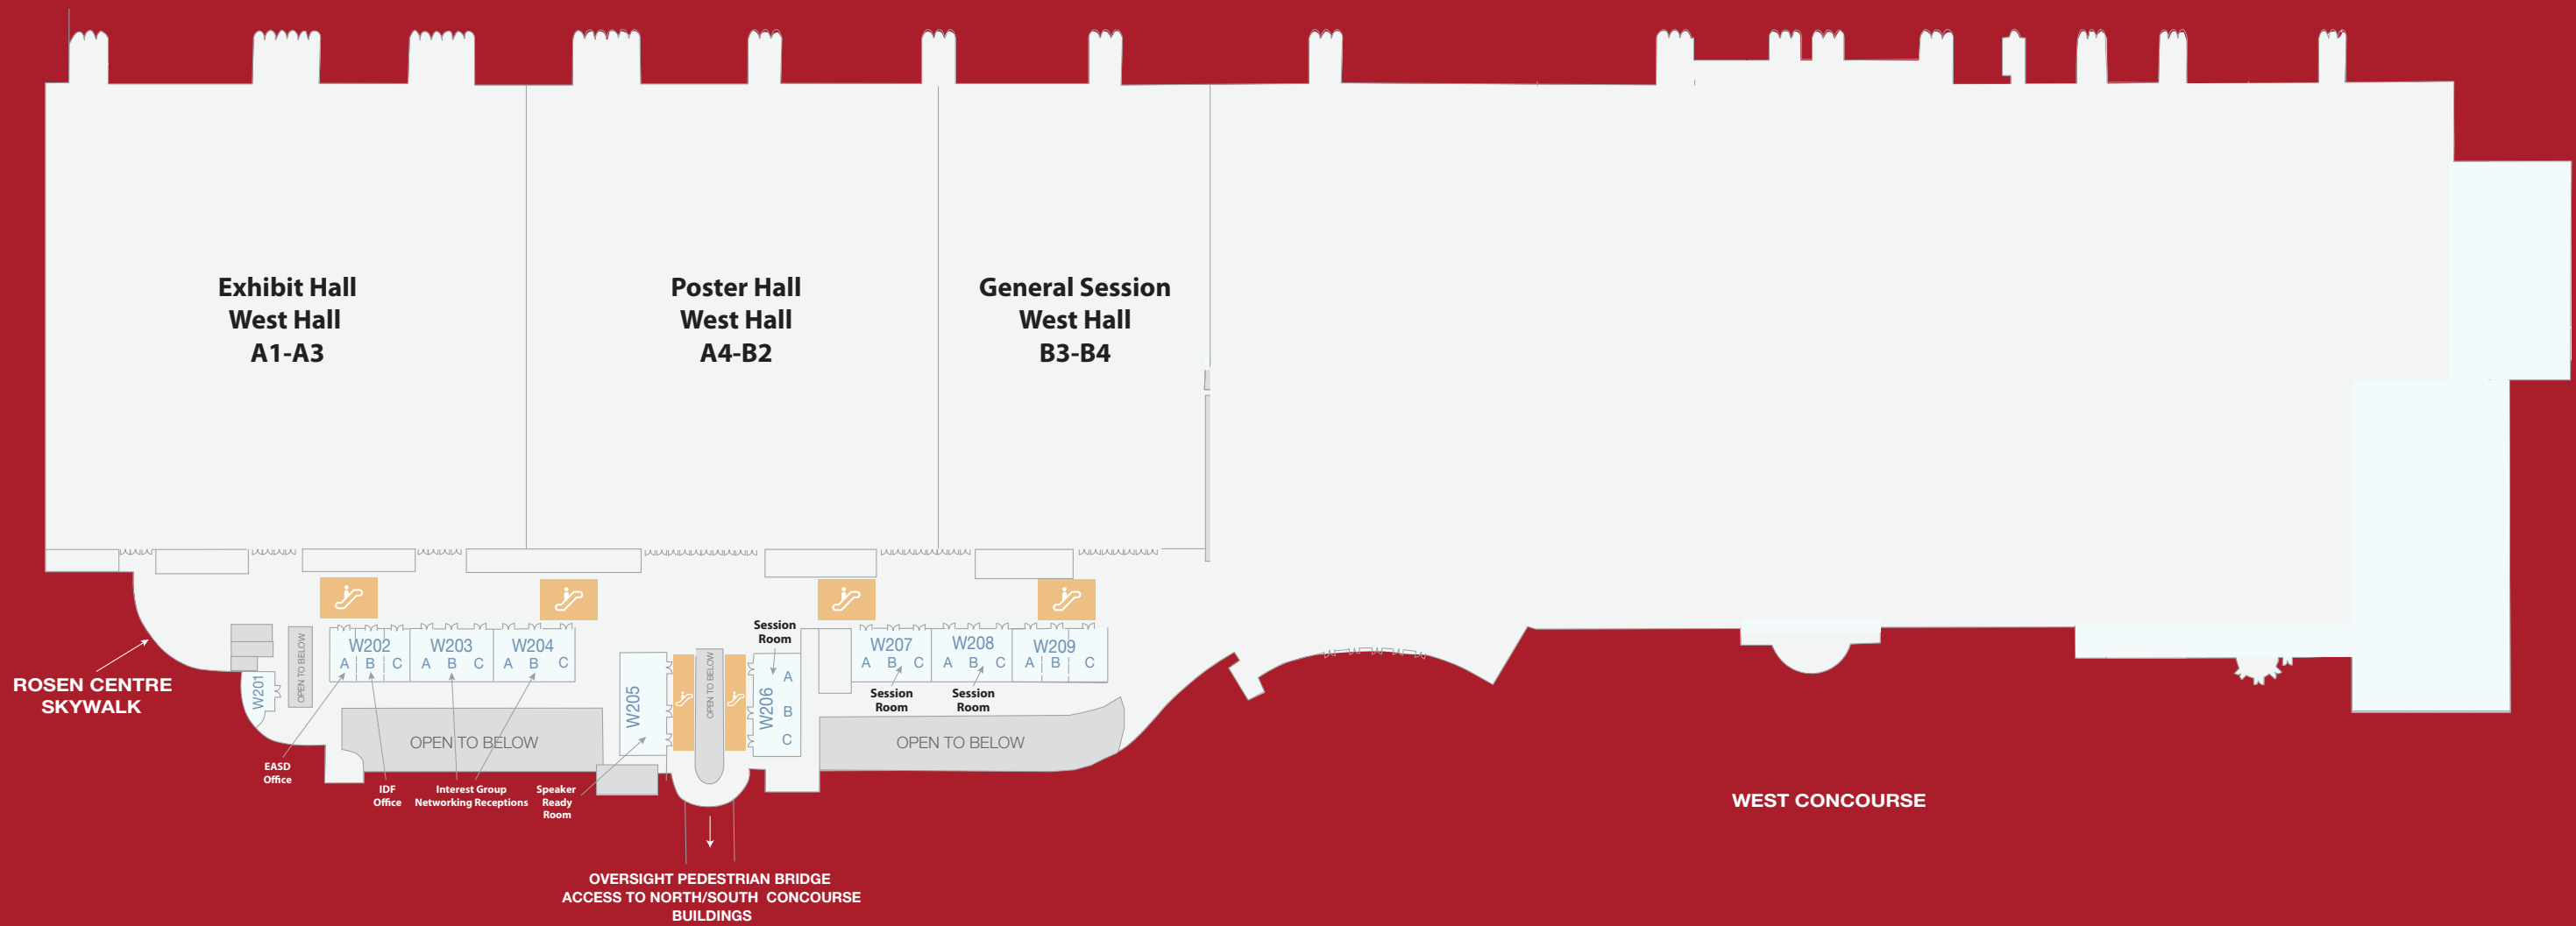 Exhibit Hall
West Hall
A1-A3
Poster Hall
West Hall
A4-B2
General Session
West Hall
B3-B4
ROSEN CENTRE
SKYWALK
W201
OPEN TO BELOW
W202
A B C
W203
A B C
W204
A B C
OPEN TO BELOW
EASD
Office
IDF
Office
Interest Group
Networking Receptions
Speaker
Ready
Room
W205
OPEN TO BELOW
Session
Room
W206
A
B
C
W207
A B C
W208
A B C
W209
A B C
Session
Room
Session
Room
OPEN TO BELOW
OVERSIGHT PEDESTRIAN BRIDGE
ACCESS TO NORTH/SOUTH CONCOURSE
BUILDINGS
WEST CONCOURSE